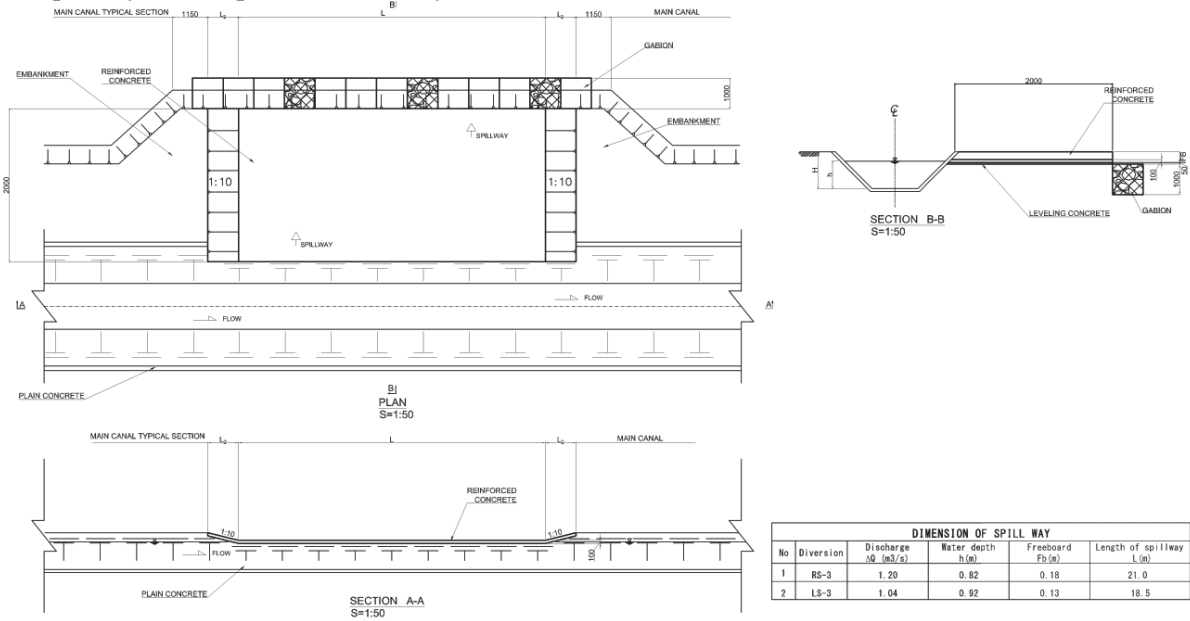 B|
MAIN CANAL TYPICAL SECTION 1150 L₂ L L₂ 1150 MAIN CANAL
GABION
EMBANKMENT
REINFORCED
CONCRETE
1000
SPILLWAY
EMBANKMENT
2000
1:10
1:10
SPILLWAY
A
FLOW
A
FLOW
PLAIN CONCRETE
B|
PLAN
S=1:50
2000
REINFORCED
CONCRETE
H
h
100
FB
50
1000
GABION
LEVELING CONCRETE
SECTION B-B
S=1:50
MAIN CANAL TYPICAL SECTION L₂ L L₂ MAIN CANAL
REINFORCED
CONCRETE
1:10
1:10
FLOW
100
PLAIN CONCRETE
SECTION A-A
S=1:50
DIMENSION OF SPILL WAY
No Diversion Discharge ΔQ (m3/s) Water depth h(m) Freeboard Fb(m) Length of spillway L(m)
1 RS-3 1.20 0.82 0.18 21.0
2 LS-3 1.04 0.92 0.13 18.5